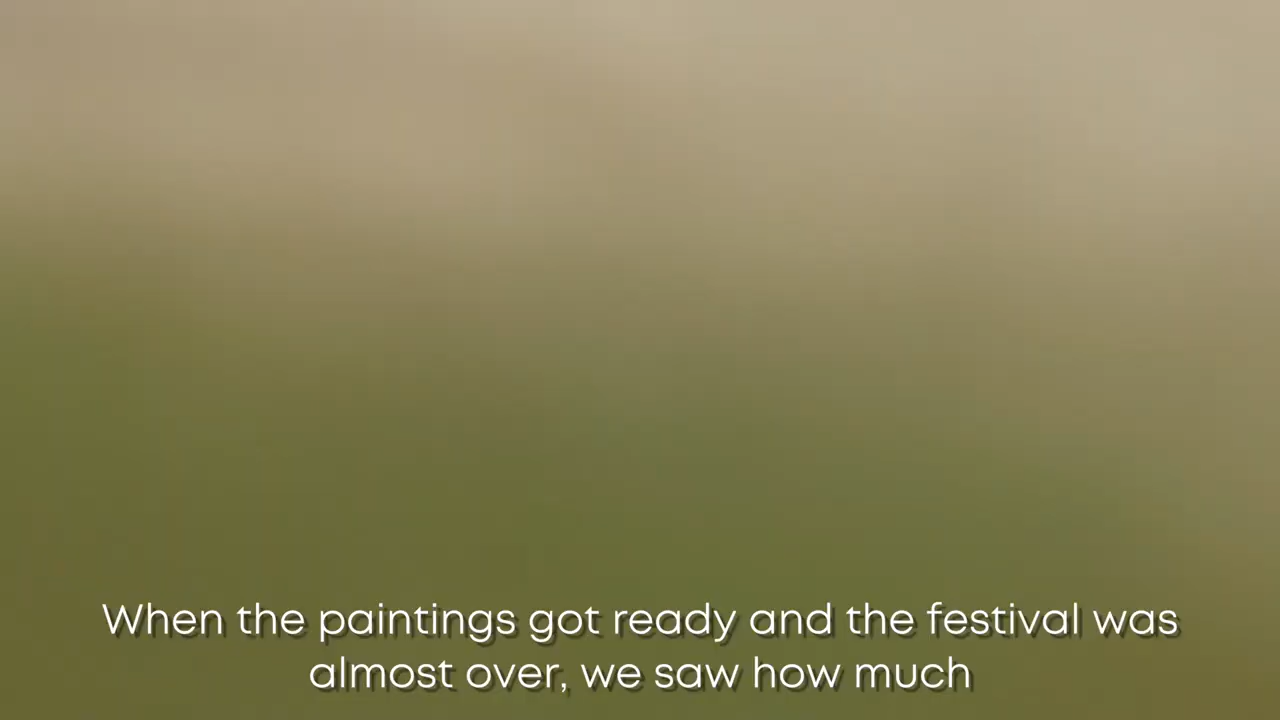 When the paintings got ready and the festival was
almost over, we saw how much